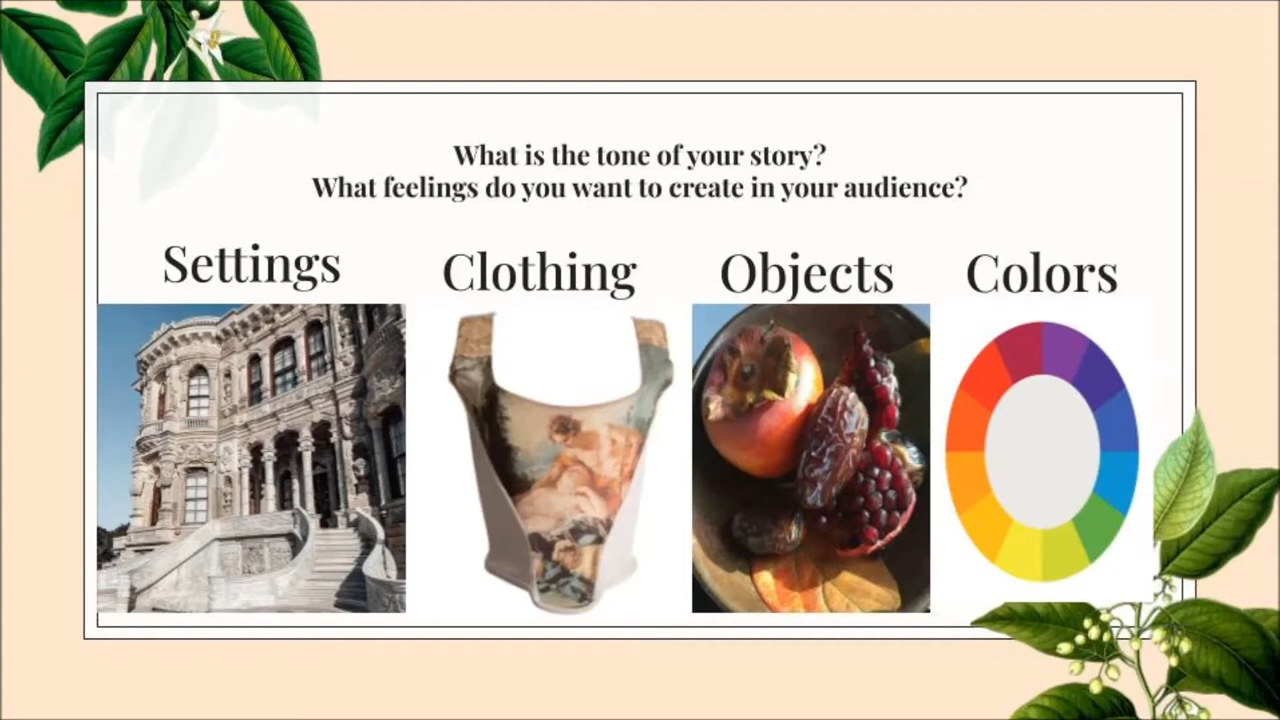 What is the tone of your story?
What feelings do you want to create in your audience?
Settings
Clothing
Objects
Colors